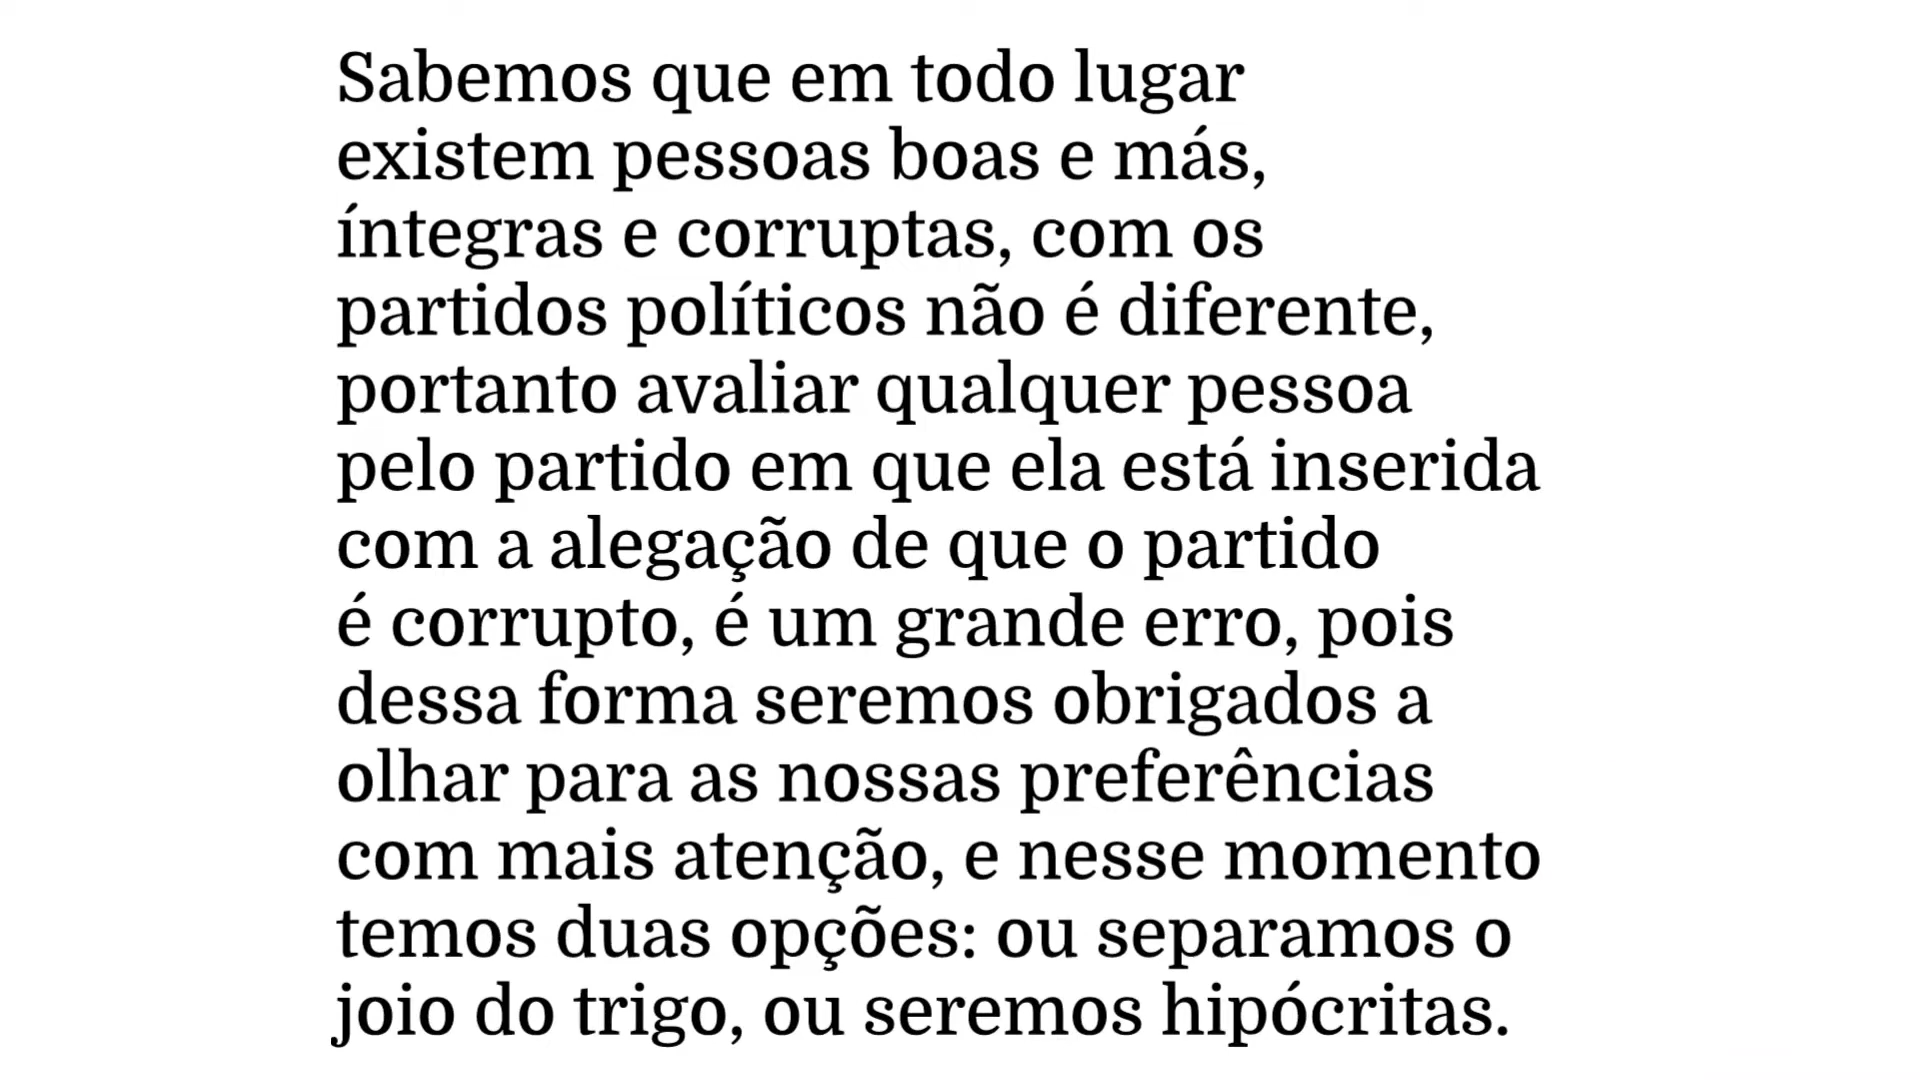 Sabemos que em todo lugar
existem pessoas boas e más,
íntegras e corruptas, com os
partidos políticos não é diferente,
portanto avaliar qualquer pessoa
pelo partido em que ela está inserida
com a alegação de que o partido
é corrupto, é um grande erro, pois
dessa forma seremos obrigados a
olhar para as nossas preferências
com mais atenção, e nesse momento
temos duas opções: ou separamos o
joio do trigo, ou seremos hipócritas.